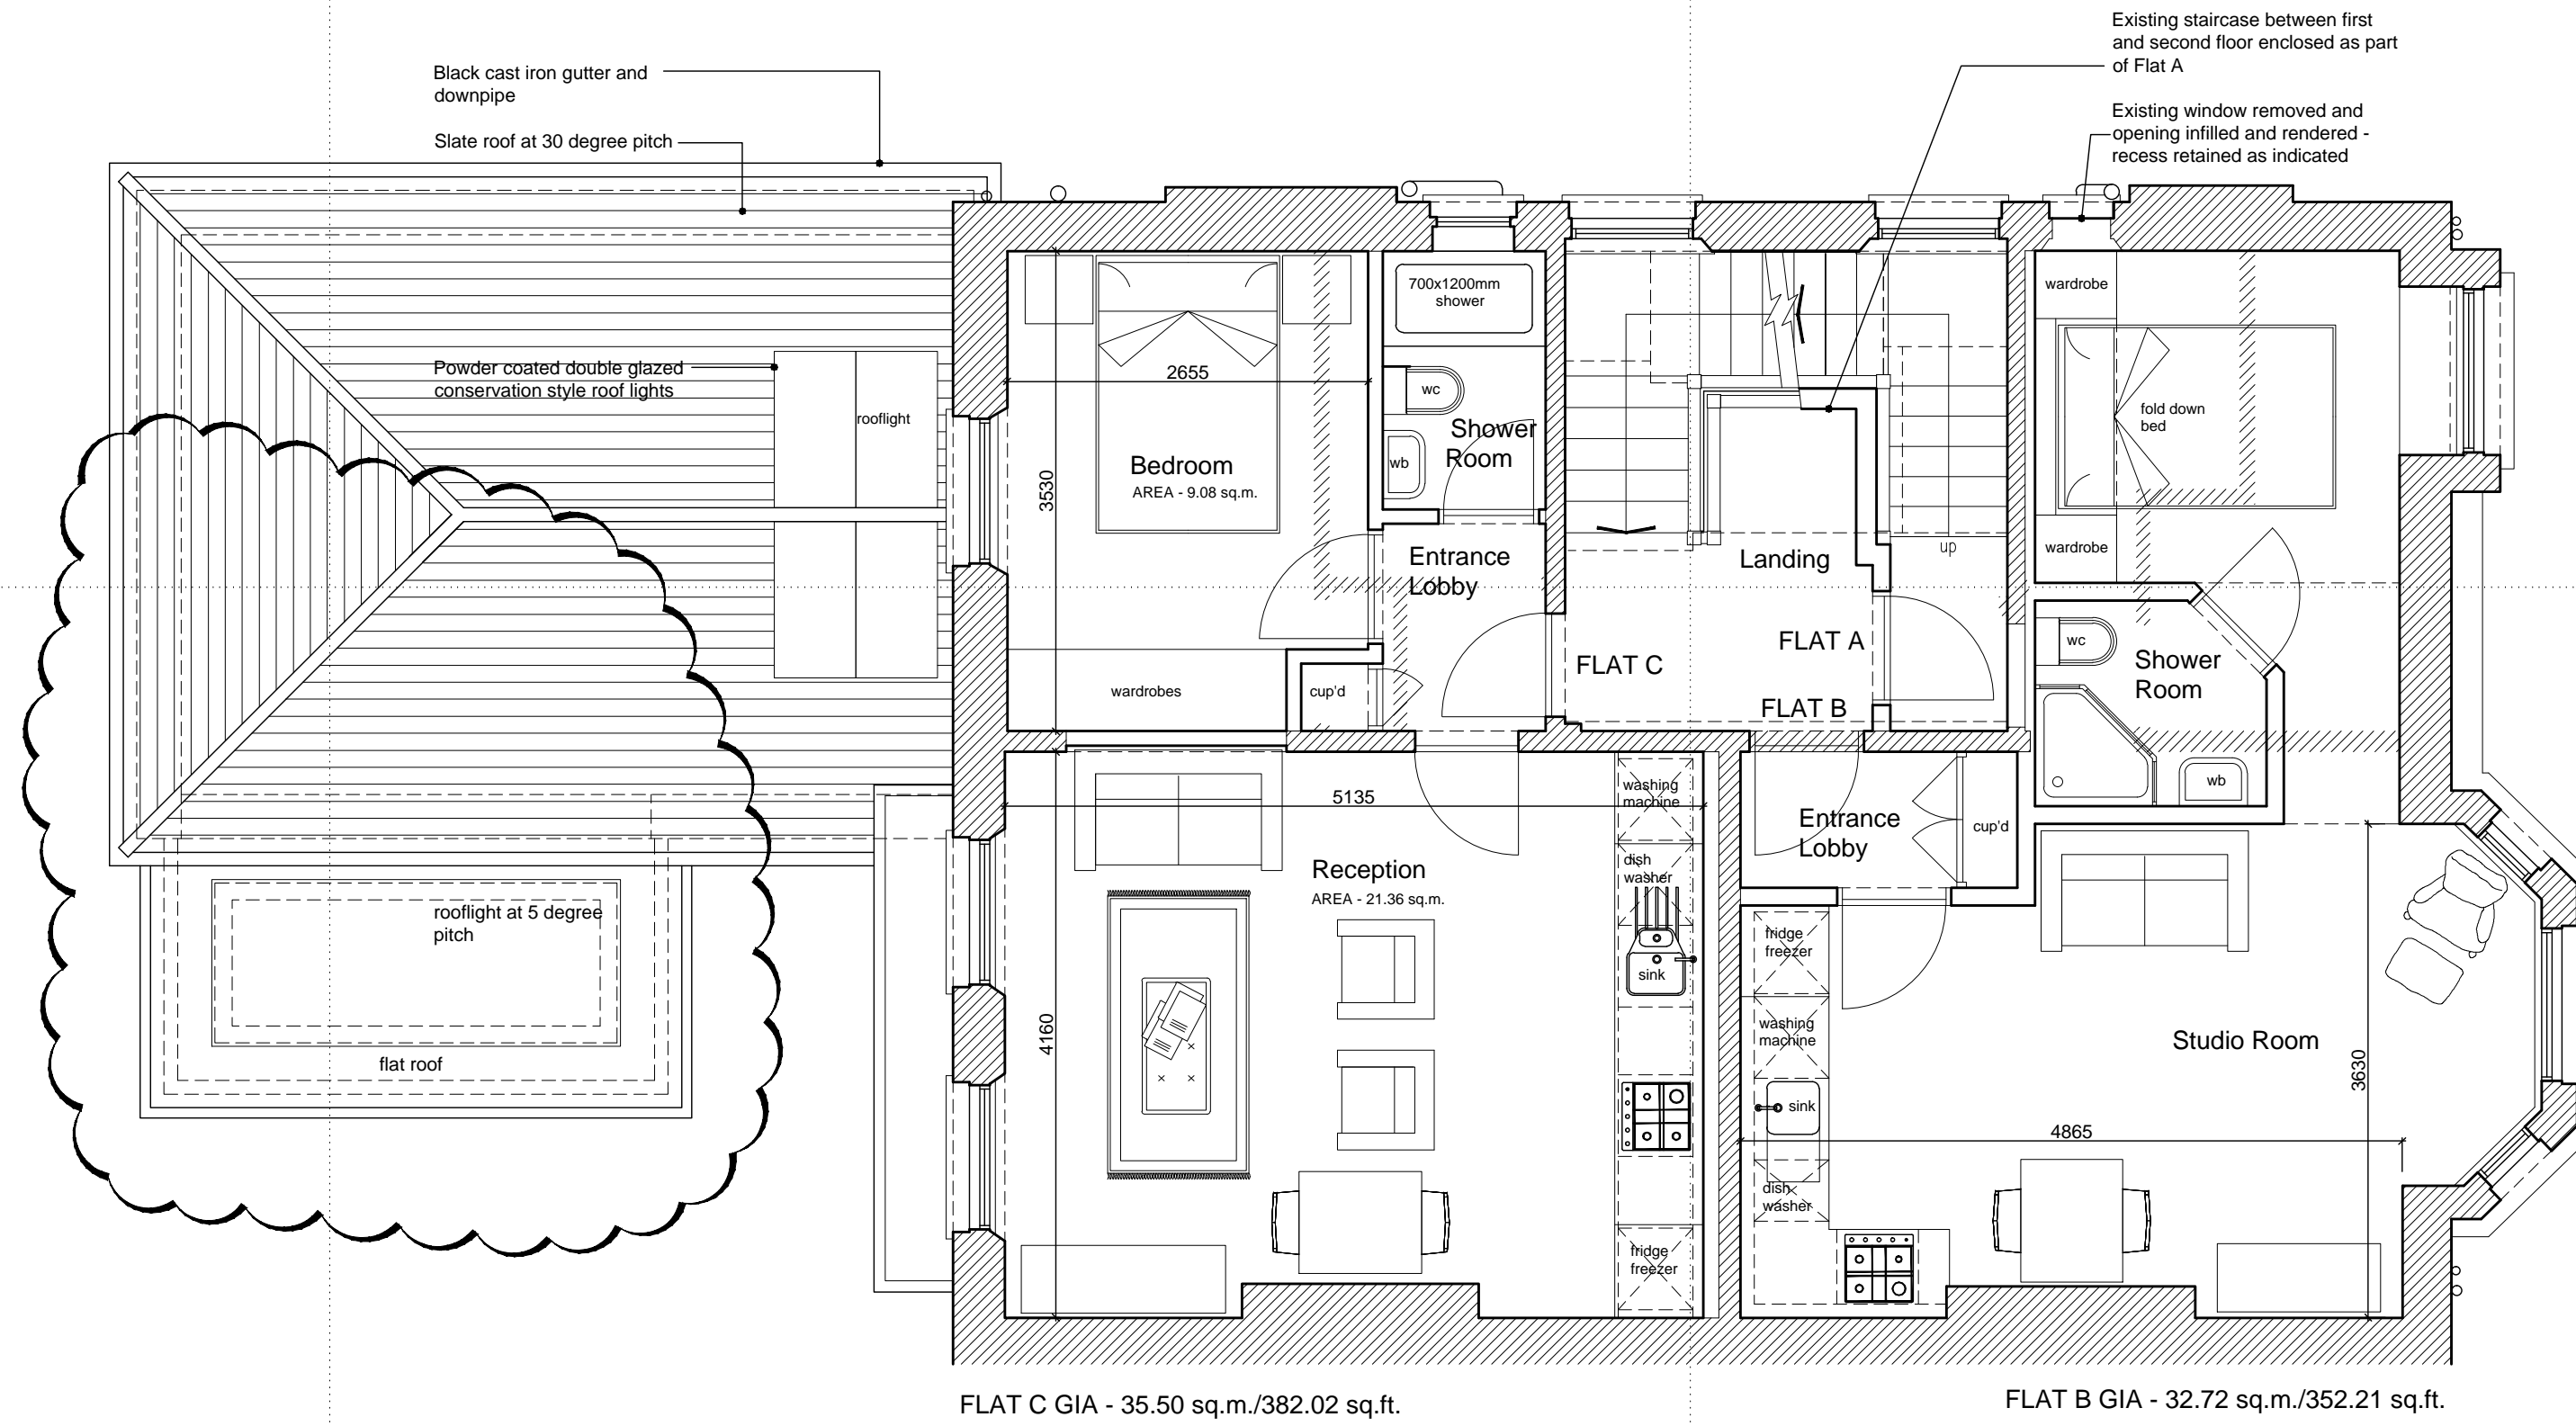 Existing staircase between first
and second floor enclosed as part
of Flat A
Black cast iron gutter and
downpipe
Existing window removed and
opening infilled and rendered -
recess retained as indicated
Slate roof at 30 degree pitch
700x1200mm
shower
wardrobe
Powder coated double glazed
conservation style roof lights
rooflight
2655
wc
fold down
bed
Shower
Room
wb
Bedroom
AREA - 9.08 sq.m.
3530
Entrance
Lobby
Landing
up
wardrobe
FLAT A
FLAT C
FLAT B
wc
Shower
Room
wardrobes
cup'd
wb
5135
washing
machine
Entrance
Lobby
cup'd
Reception
AREA - 21.36 sq.m.
dish
washer
rooflight at 5 degree
pitch
sink
fridge
freezer
4160
washing
machine
Studio Room
3630
flat roof
sink
4865
dish
washer
fridge
freezer
FLAT C GIA - 35.50 sq.m./382.02 sq.ft.
FLAT B GIA - 32.72 sq.m./352.21 sq.ft.